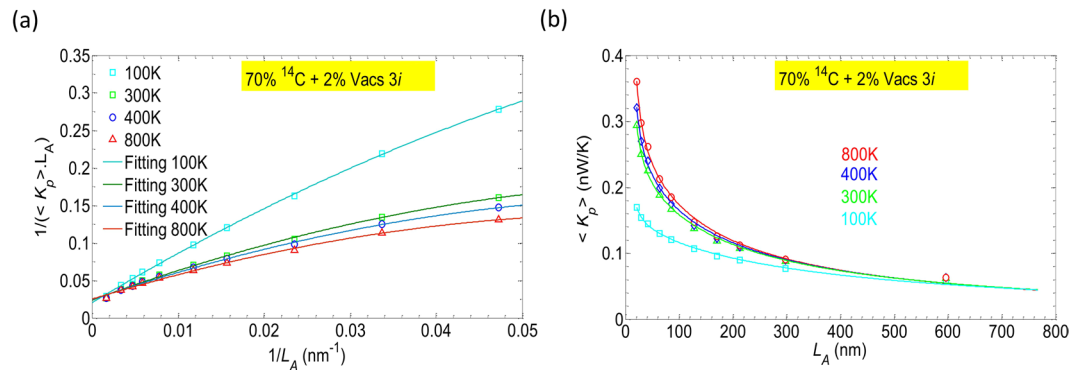 (a)
0.35
0.3
0.25
0.2
0.15
0.1
0.05
0
1/(< Kp>.LA)
70% ¹⁴C + 2% Vacs 3i
100K
300K
400K
800K
Fitting 100K
Fitting 300K
Fitting 400K
Fitting 800K
0 0.01 0.02 0.03 0.04 0.05
1/LA (nm⁻¹)
(b)
0.4
0.3
0.2
0.1
0
< Kp> (nW/K)
70% ¹⁴C + 2% Vacs 3i
800K
400K
300K
100K
0 100 200 300 400 500 600 700 800
LA (nm)